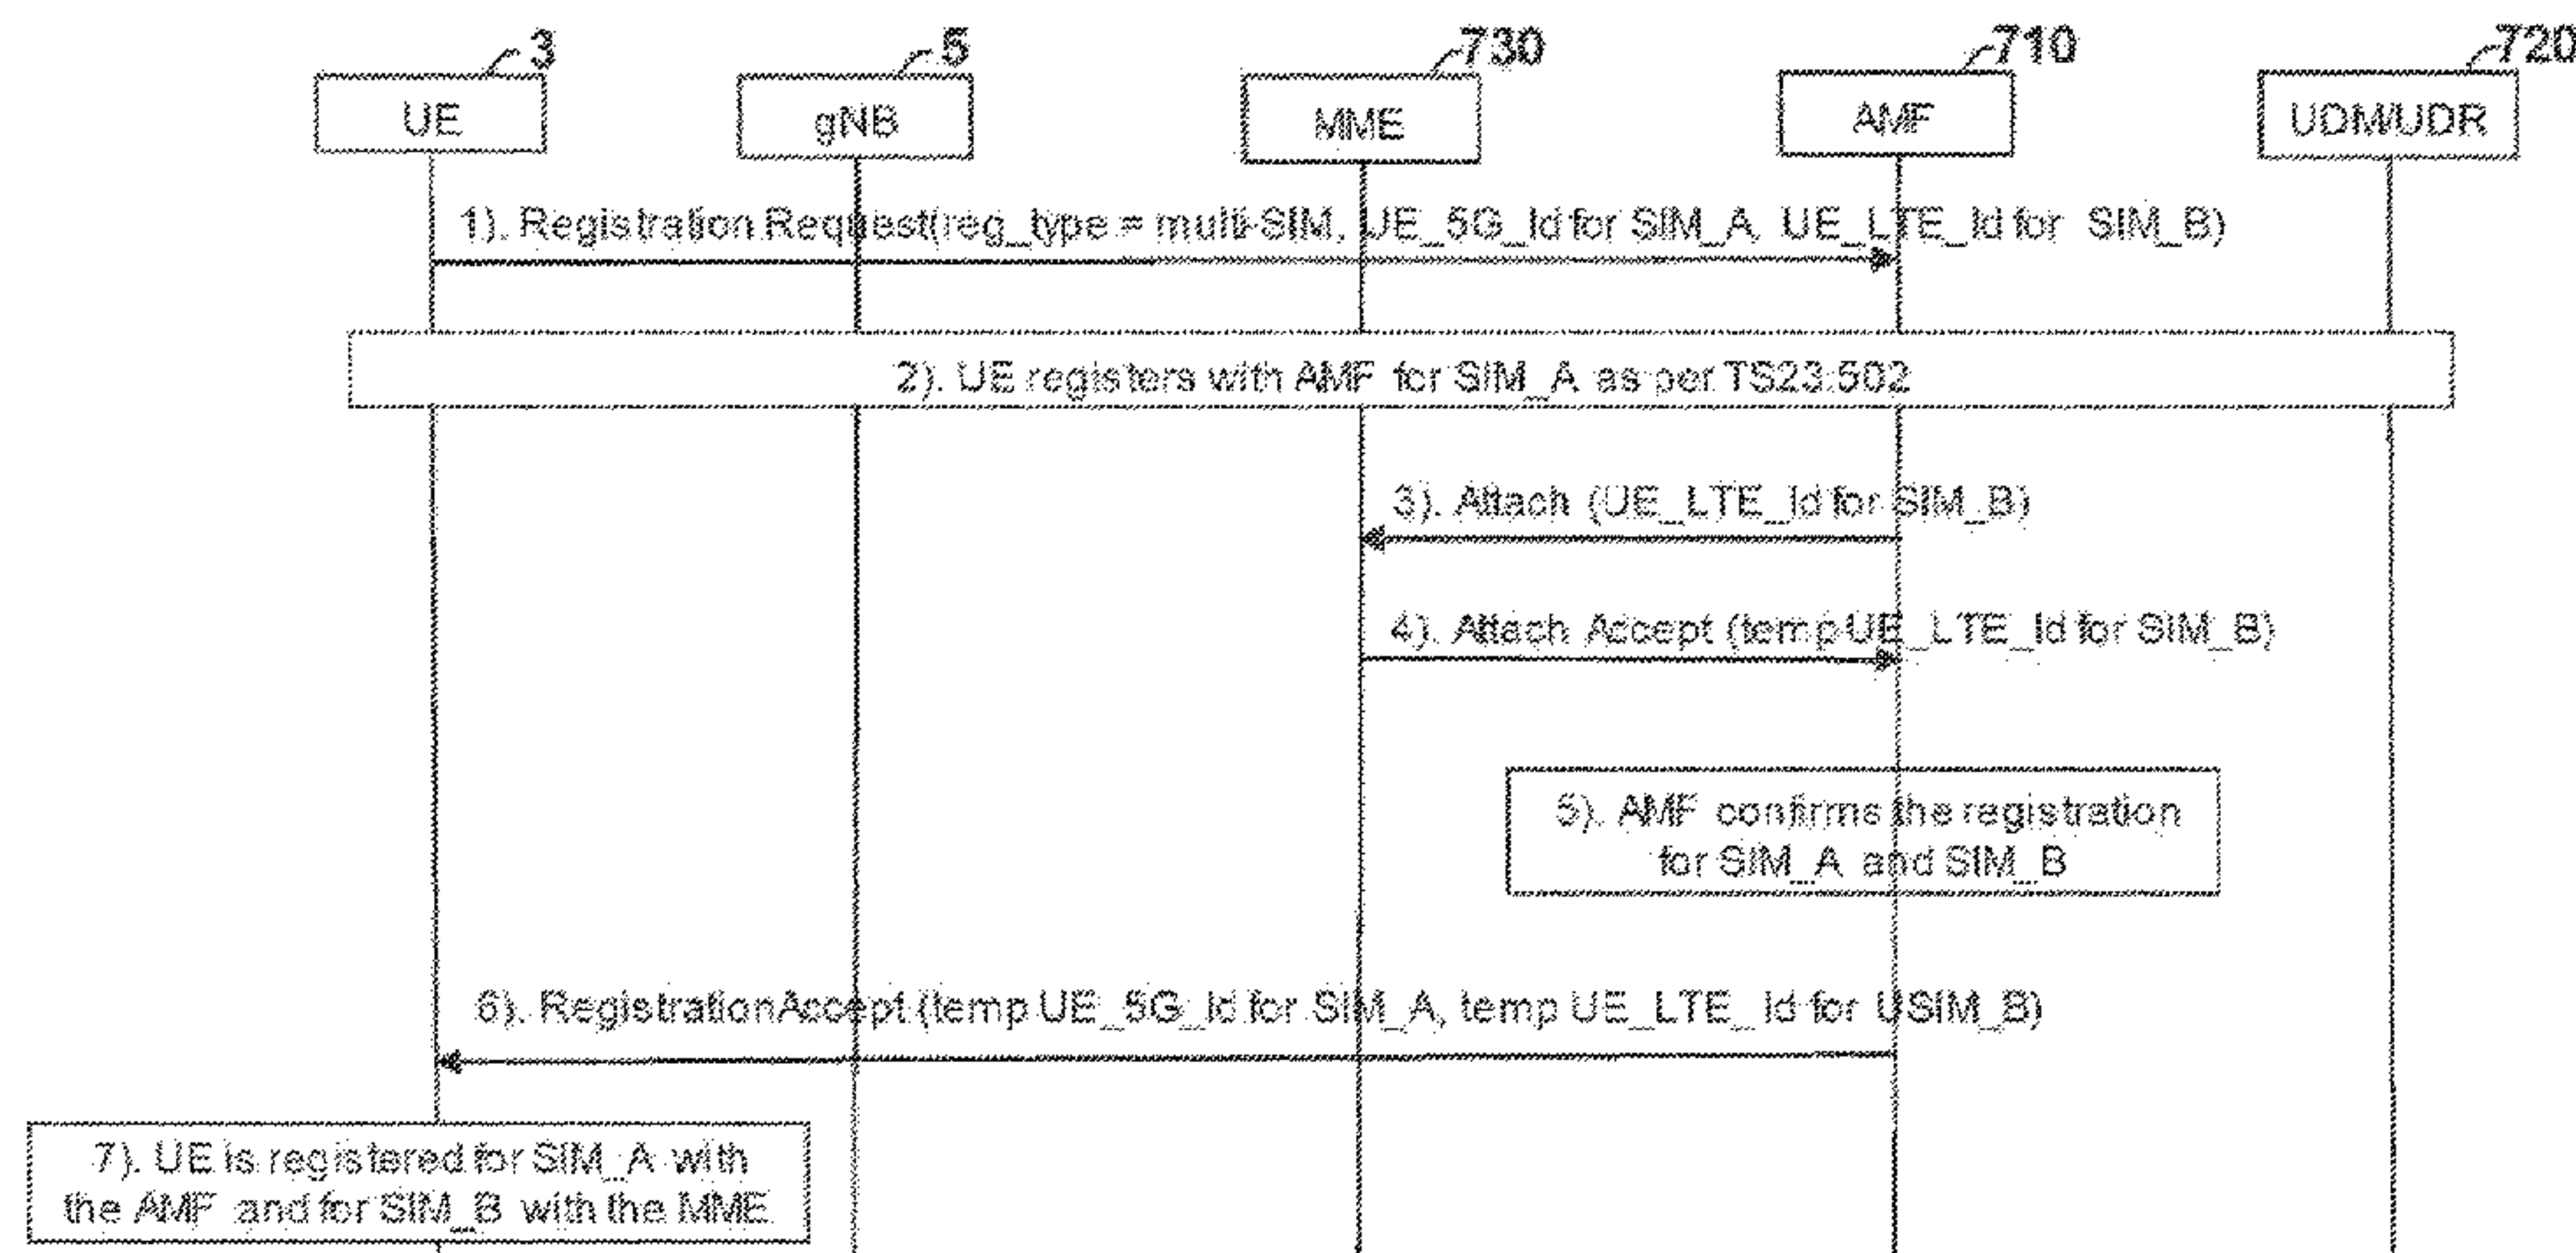 3
5
730
710
720
UE
gNB
MME
AMF
UDM/UDR
1). Registration Request(reg_type = multi-SIM, UE_5G_Id for SIM_A, UE_LTE_Id for SIM_B)
2). UE registers with AMF for SIM_A as per TS23.502
3). Attach (UE_LTE_Id for SIM_B)
4). Attach Accept (temp UE_LTE_Id for SIM_B)
5). AMF confirms the registration
for SIM_A and SIM_B
6). Registration Accept (temp UE_5G_Id for SIM_A, temp UE_LTE_Id for USIM_B)
7). UE is registered for SIM_A with
the AMF and for SIM_B with the MME